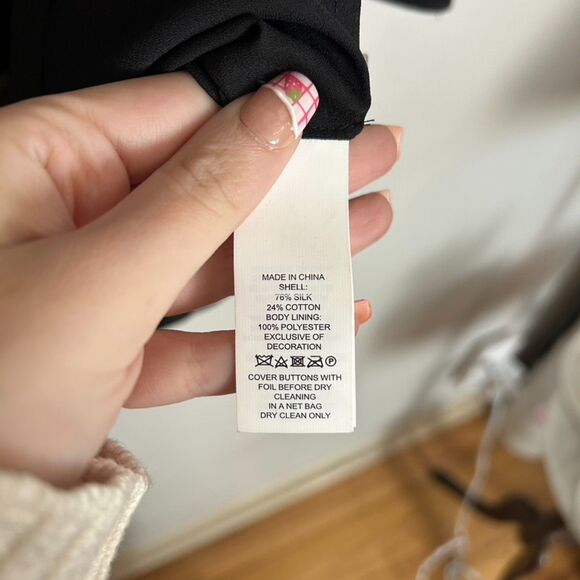 MADE IN CHINA
SHELL:
76% SILK
24% COTTON
BODY LINING:
100% POLYESTER
EXCLUSIVE OF
DECORATION
P
COVER BUTTONS WITH
FOIL BEFORE DRY
CLEANING
IN A NET BAG
DRY CLEAN ONLY